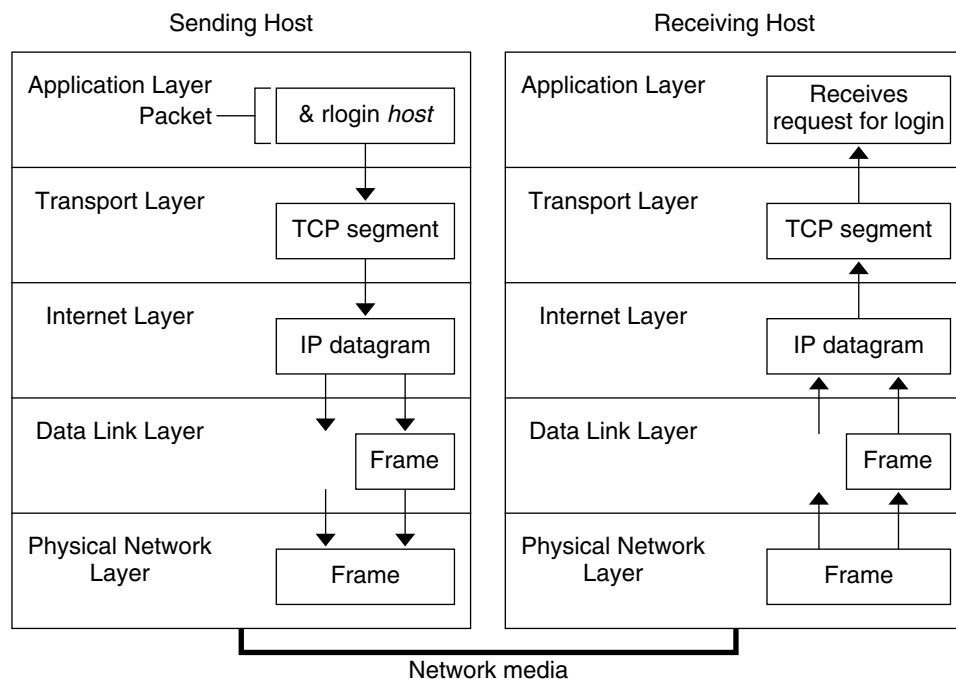 Sending Host
Receiving Host
Application Layer
Packet
& rlogin host
Application Layer
Receives
request for login
Transport Layer
TCP segment
Transport Layer
TCP segment
Internet Layer
IP datagram
Internet Layer
IP datagram
Data Link Layer
Frame
Data Link Layer
Frame
Physical Network
Layer
Frame
Physical Network
Layer
Frame
Network media